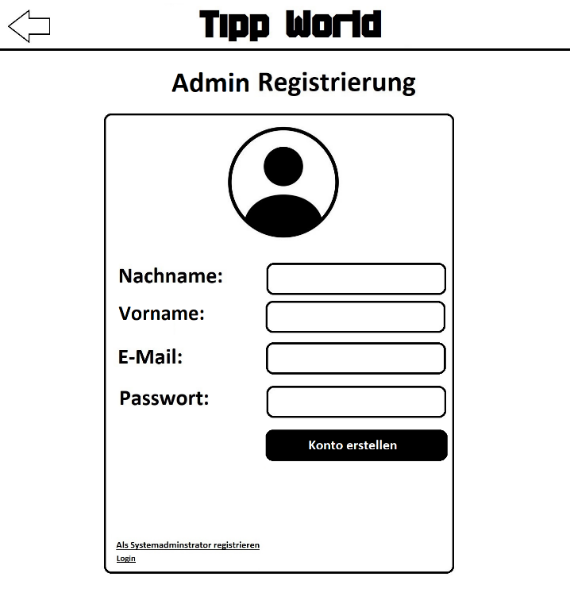 Tipp World
Admin Registrierung
Nachname:
Vorname:
E-Mail:
Passwort:
Konto erstellen
Als Systemadminstrator registrieren
Login